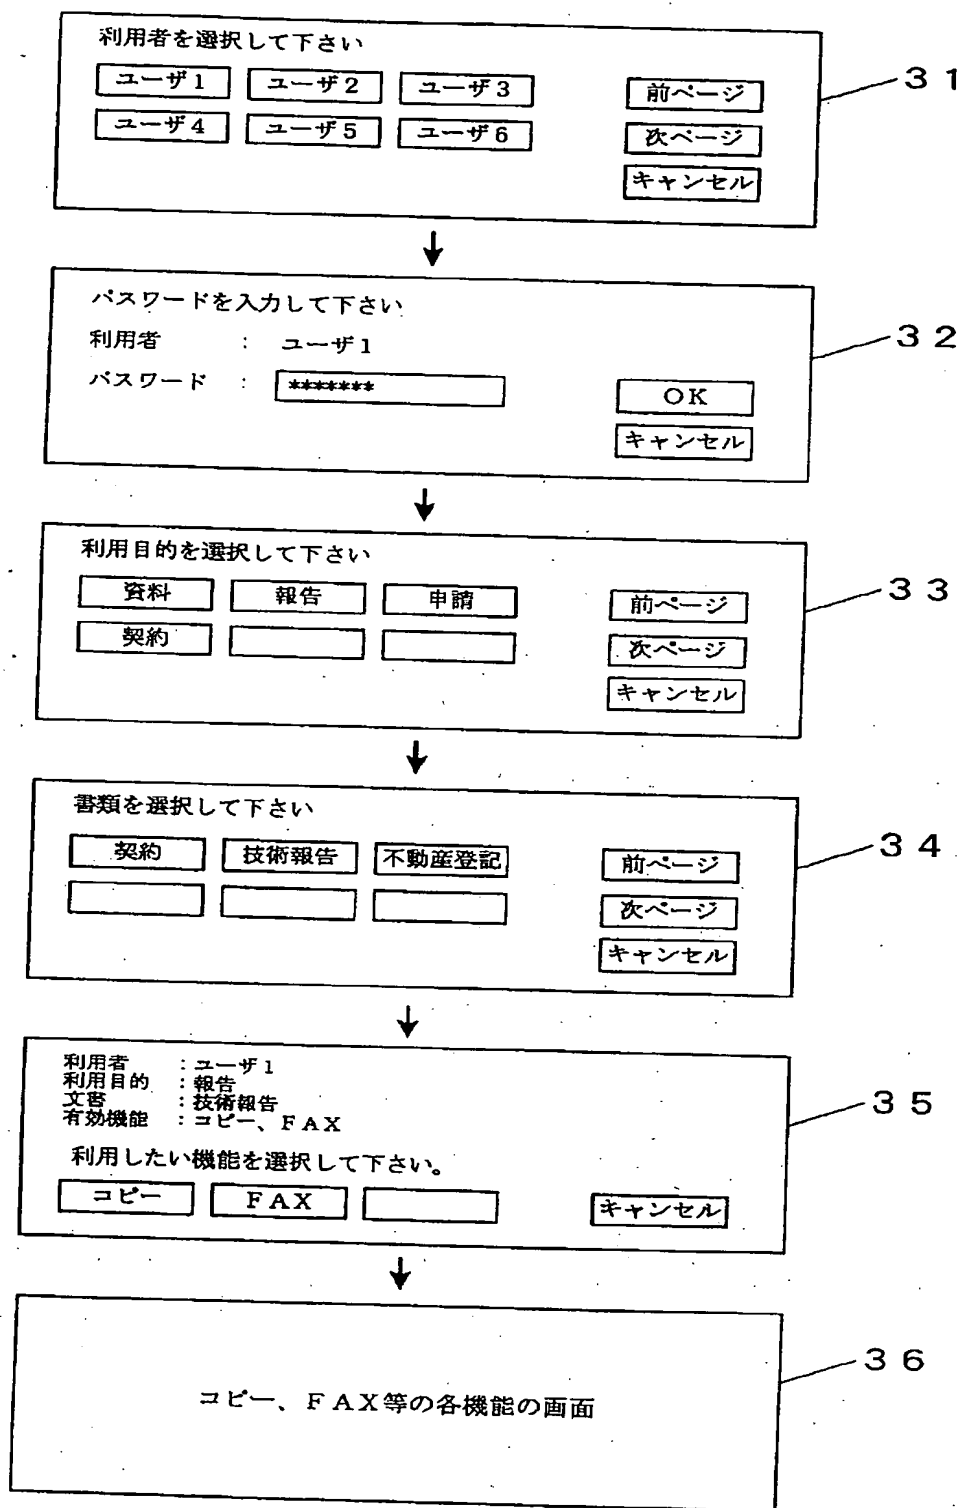 利用者を選択して下さい
ユーザ1 ユーザ2 ユーザ3 前ページ
ユーザ4 ユーザ5 ユーザ6 次ページ
キャンセル
31
パスワードを入力して下さい
利用者 : ユーザ1
パスワード : *******
OK
キャンセル
32
利用目的を選択して下さい
資料 報告 申請 前ページ
契約 次ページ
キャンセル
33
書類を選択して下さい
契約 技術報告 不動産登記 前ページ
次ページ
キャンセル
34
利用者 :ユーザ1
利用目的 :報告
文書 :技術報告
有効機能 :コピー、FAX
利用したい機能を選択して下さい。
コピー FAX キャンセル
35
コピー、FAX等の各機能の画面
36